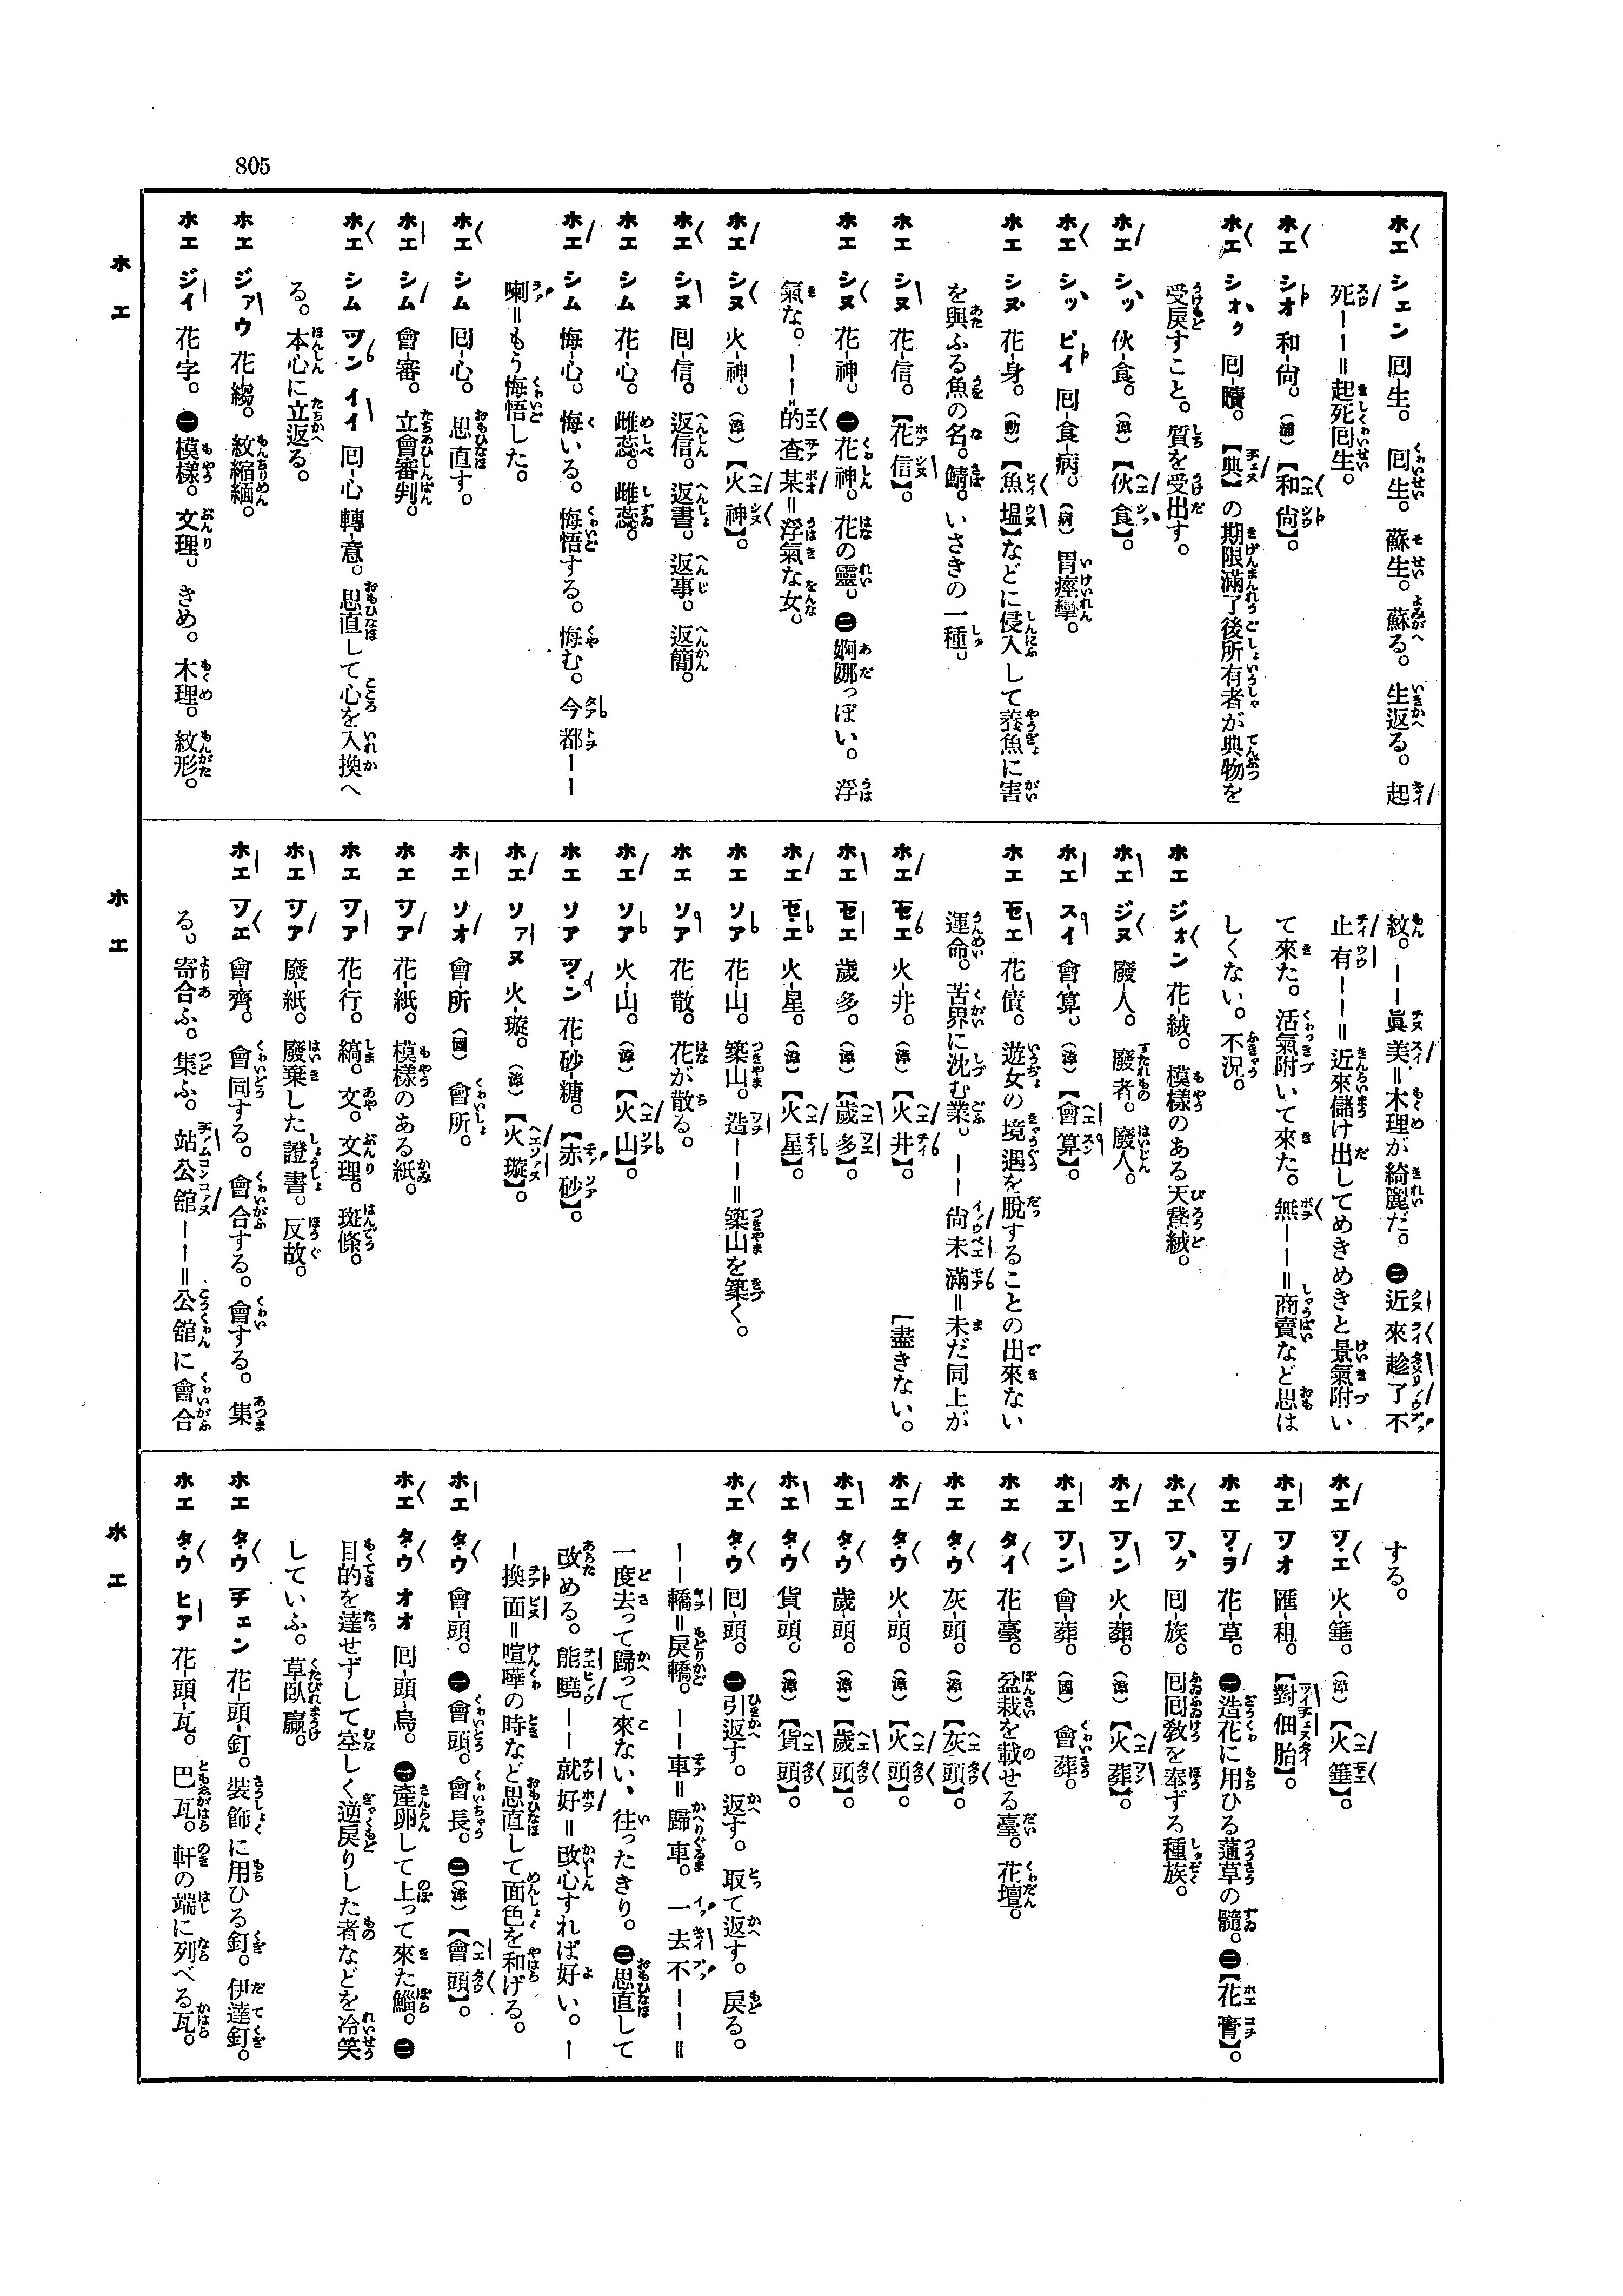 805
ホエ シェン 囘-生。 囘生。蘇生。蘇る。生返る。起
死ーー＝起死囘生。
ホエ シオ 和-尙。（浦）【和尙】。
ホエ シォク 囘-贖。【典】の期限滿了後所有者が典物を
受戾すこと。質を受出す。
ホエ シッ 伙-食。（漳）【伙食】。
ホエ シッ ピイ 囘-食-病。（病）胃痙攣。
ホエ シヌ 花-身。（動）【魚塭】などに侵入して養魚に害
を與ふる魚の名。鯖。いさきの一種。
ホエ シヌ 花-信。【花信】。
ホエ シヌ 花-神。㊀花神。花の靈。㊁婀娜っぽい。浮
氣な。ーー的查某＝浮氣な女。
ホエ シヌ 火-神。（漳）【火神】。
ホエ シヌ 囘-信。返信。返書。返事。返簡。
ホエ シム 花-心。雌蕊。雌蕊。
ホエ シム 悔-心。悔いる。悔悟する。悔む。今都ーー
喇＝もう悔悟した。
ホエ シム 囘-心。思直す。
ホエ シム 會-審。立會審判。
ホエ シム ツン イイ 囘-心轉-意。思直して心を入換へ
る。本心に立返る。
ホエ ジァウ 花-縐。紋縮緬。
ホエ ジイ 花-字。㊀模樣。文理。きめ。木理。紋形。
紋。ーー眞美＝木理が綺麗だ。㊁近來趁了不
止有ーー＝近來儲け出してめきめきと景氣附い
て來た。活氣附いて來た。無ーー＝商賣など思は
しくない。不況。
ホエ ジォン 花-絨。模樣のある天鵞絨。
ホエ ジヌ 廢-人。廢者。廢人。
ホエ スイ 會-算。（漳）【會算】。
ホエ セエ 花-債。遊女の境遇を脫することの出來ない
運命。苦界に沈む業。ーー尙未滿＝未だ同上が
［盡きない。
ホエ セエ 火-井。（漳）【火井】。
ホエ セエ 歲多。（漳）【歲多】。
ホエ セエ 火-星。（漳）【火星】。
ホエ ソア 花-山。築山。造ーー＝築山を築く。
ホエ ソア 花-散。花が散る。
ホエ ソア 火-山。（漳）【火山】。
ホエ ソア ツン 花-砂-糖。【赤砂】。
ホエ ソァヌ 火-璇。（漳）【火璇】。
ホエ ソオ 會-所（國）會所。
ホエ ツア 花-紙。模樣のある紙。
ホエ ツア 花-行。縞。文。文理。斑條。
ホエ ツア 廢-紙。廢棄した證書。反故。
ホエ ツエ 會-齊。會同する。會合する。會する。集
る。寄合ふ。集ふ。站公舘ーー＝公舘に會合
する。
ホエ ツエ 火-箠。（漳）【火箠】。
ホエ ツオ 匯-租。【對佃胎】。
ホエ ツヲ 花-草。㊀造花に用ひる蓪草の髓。㊁【花膏】。
ホエ ツク 囘-族。囘囘敎を奉ずる種族。
ホエ ツン 火-葬。（漳）【火葬】。
ホエ ツン 會-葬。（國）會葬。
ホエ タイ 花-臺。盆栽を載せる臺。花壇。
ホエ タウ 灰-頭。（漳）【灰頭】。
ホエ タウ 火-頭。（漳）【火頭】。
ホエ タウ 歲-頭。（漳）【歲頭】。
ホエ タウ 貨-頭。（漳）【貨頭】。
ホエ タウ 囘-頭。㊀引返す。返す。取て返す。戾る。
ーー轎＝戾轎。ーー車＝歸車。一去不ーー＝
一度去って歸って來ない、往ったきり。㊁思直して
改める。能曉ーー就好＝改心すれば好い。ー
ー換面＝喧嘩の時など思直して面色を和げる。
ホエ タウ 會-頭。㊀會頭。會長。㊁（漳）【會頭】。
ホエ タウ オオ 囘-頭-烏。㊀產卵して上って來た鯔。㊁
目的を達せずして空しく逆戾りした者などを冷笑
していふ。草臥贏。
ホエ タウ チェン 花-頭-釘。裝飾に用ひる釘。伊達釘。
ホエ タウ ヒア 花-頭-瓦。巴瓦。軒の端に列べる瓦。
ホエ
ホエ
ホエ